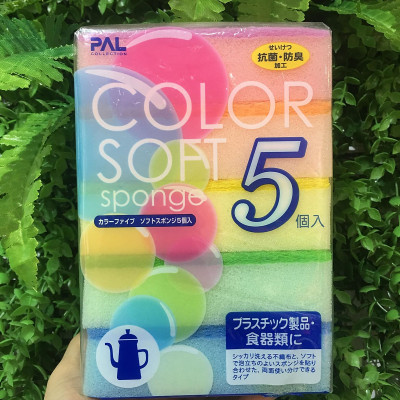 PAL
COLLECTION
せいけつ
抗菌・防臭
加工
COLOR
SOFT
sponge
5
個入
カラーファイブ ソフトスポンジ5個入
プラスチック製品・
食器類に
シッカリ洗える不織布と、ソフト
で泡立ちのよいスポンジを貼り
合わせた、両面使い分けできる
タイプ